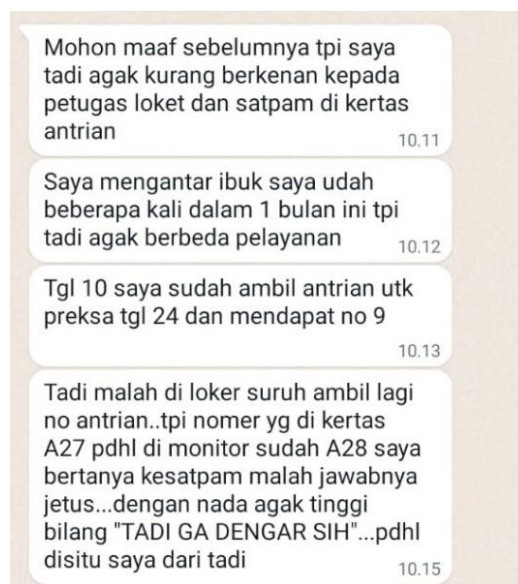 Mohon maaf sebelumnya tpi saya
tadi agak kurang berkenan kepada
petugas loket dan satpam di kertas
antrian
10.11
Saya mengantar ibuk saya udah
beberapa kali dalam 1 bulan ini tpi
tadi agak berbeda pelayanan
10.12
Tgl 10 saya sudah ambil antrian utk
preksa tgl 24 dan mendapat no 9
10.13
Tadi malah di loker suruh ambil lagi
no antrian..tpi nomer yg di kertas
A27 pdhl di monitor sudah A28 saya
bertanya kesatpam malah jawabnya
jetus...dengan nada agak tinggi
bilang "TADI GA DENGAR SIH"...pdhl
disitu saya dari tadi
10.15